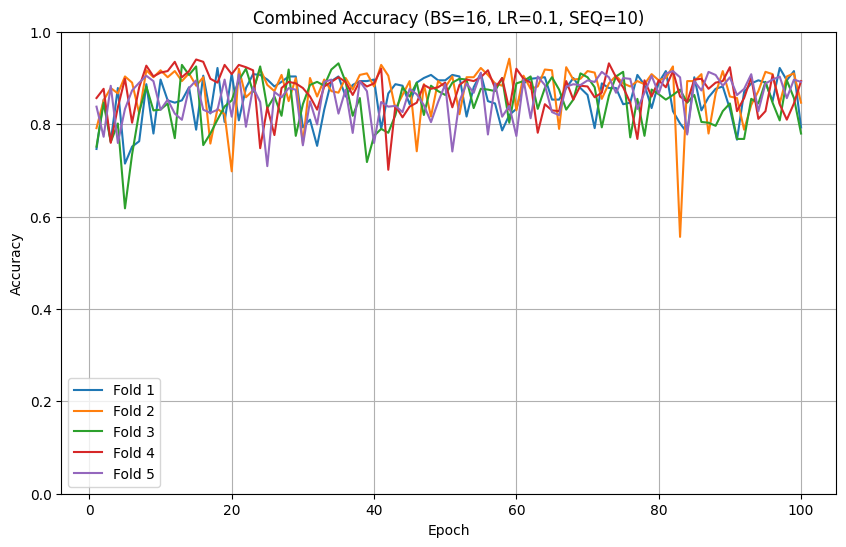 Combined Accuracy (BS=16, LR=0.1, SEQ=10)
1.0
0.8
0.6
0.4
0.2
0.0
Accuracy
Fold 1
Fold 2
Fold 3
Fold 4
Fold 5
0 20 40 60 80 100
Epoch